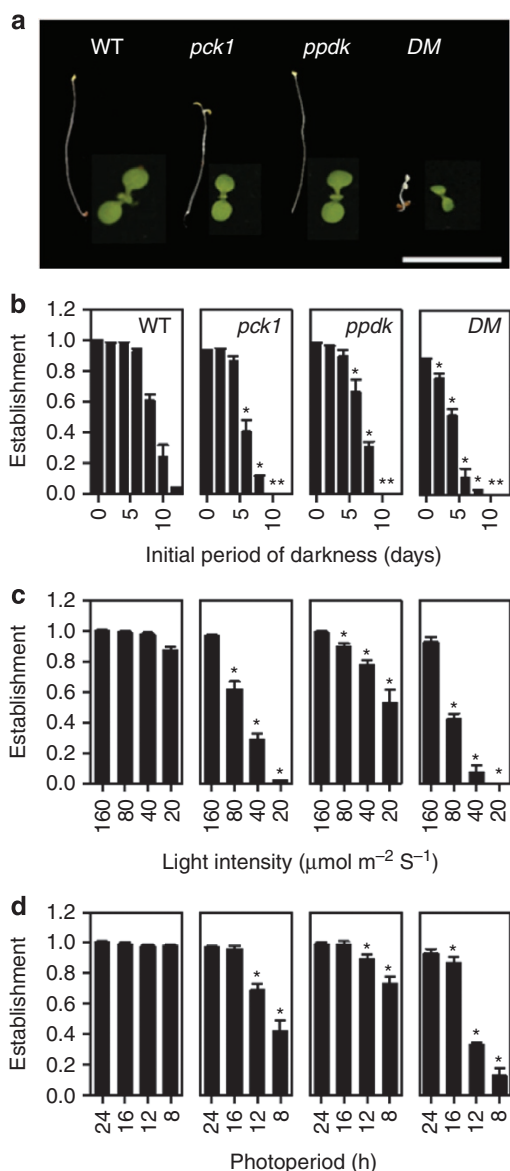 a
WT pck1 ppdk DM
b
1.2 1.0 0.8 0.6 0.4 0.2 0.0
Establishment
WT pck1 ppdk DM
* * ** * * ** * * * * **
0 5 10 0 5 10 0 5 10 0 5 10
Initial period of darkness (days)
c
1.2 1.0 0.8 0.6 0.4 0.2 0.0
Establishment
* * * * * * * * *
160 80 40 20 160 80 40 20 160 80 40 20 160 80 40 20
Light intensity (μmol m⁻² S⁻¹)
d
1.2 1.0 0.8 0.6 0.4 0.2 0.0
Establishment
* * * * * * *
24 16 12 8 24 16 12 8 24 16 12 8 24 16 12 8
Photoperiod (h)